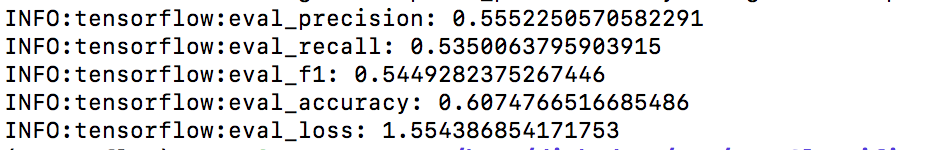 INFO:tensorflow:eval_precision: 0.5552250570582291
INFO:tensorflow:eval_recall: 0.5350063795903915
INFO:tensorflow:eval_f1: 0.5449282375267446
INFO:tensorflow:eval_accuracy: 0.6074766516685486
INFO:tensorflow:eval_loss: 1.554386854171753